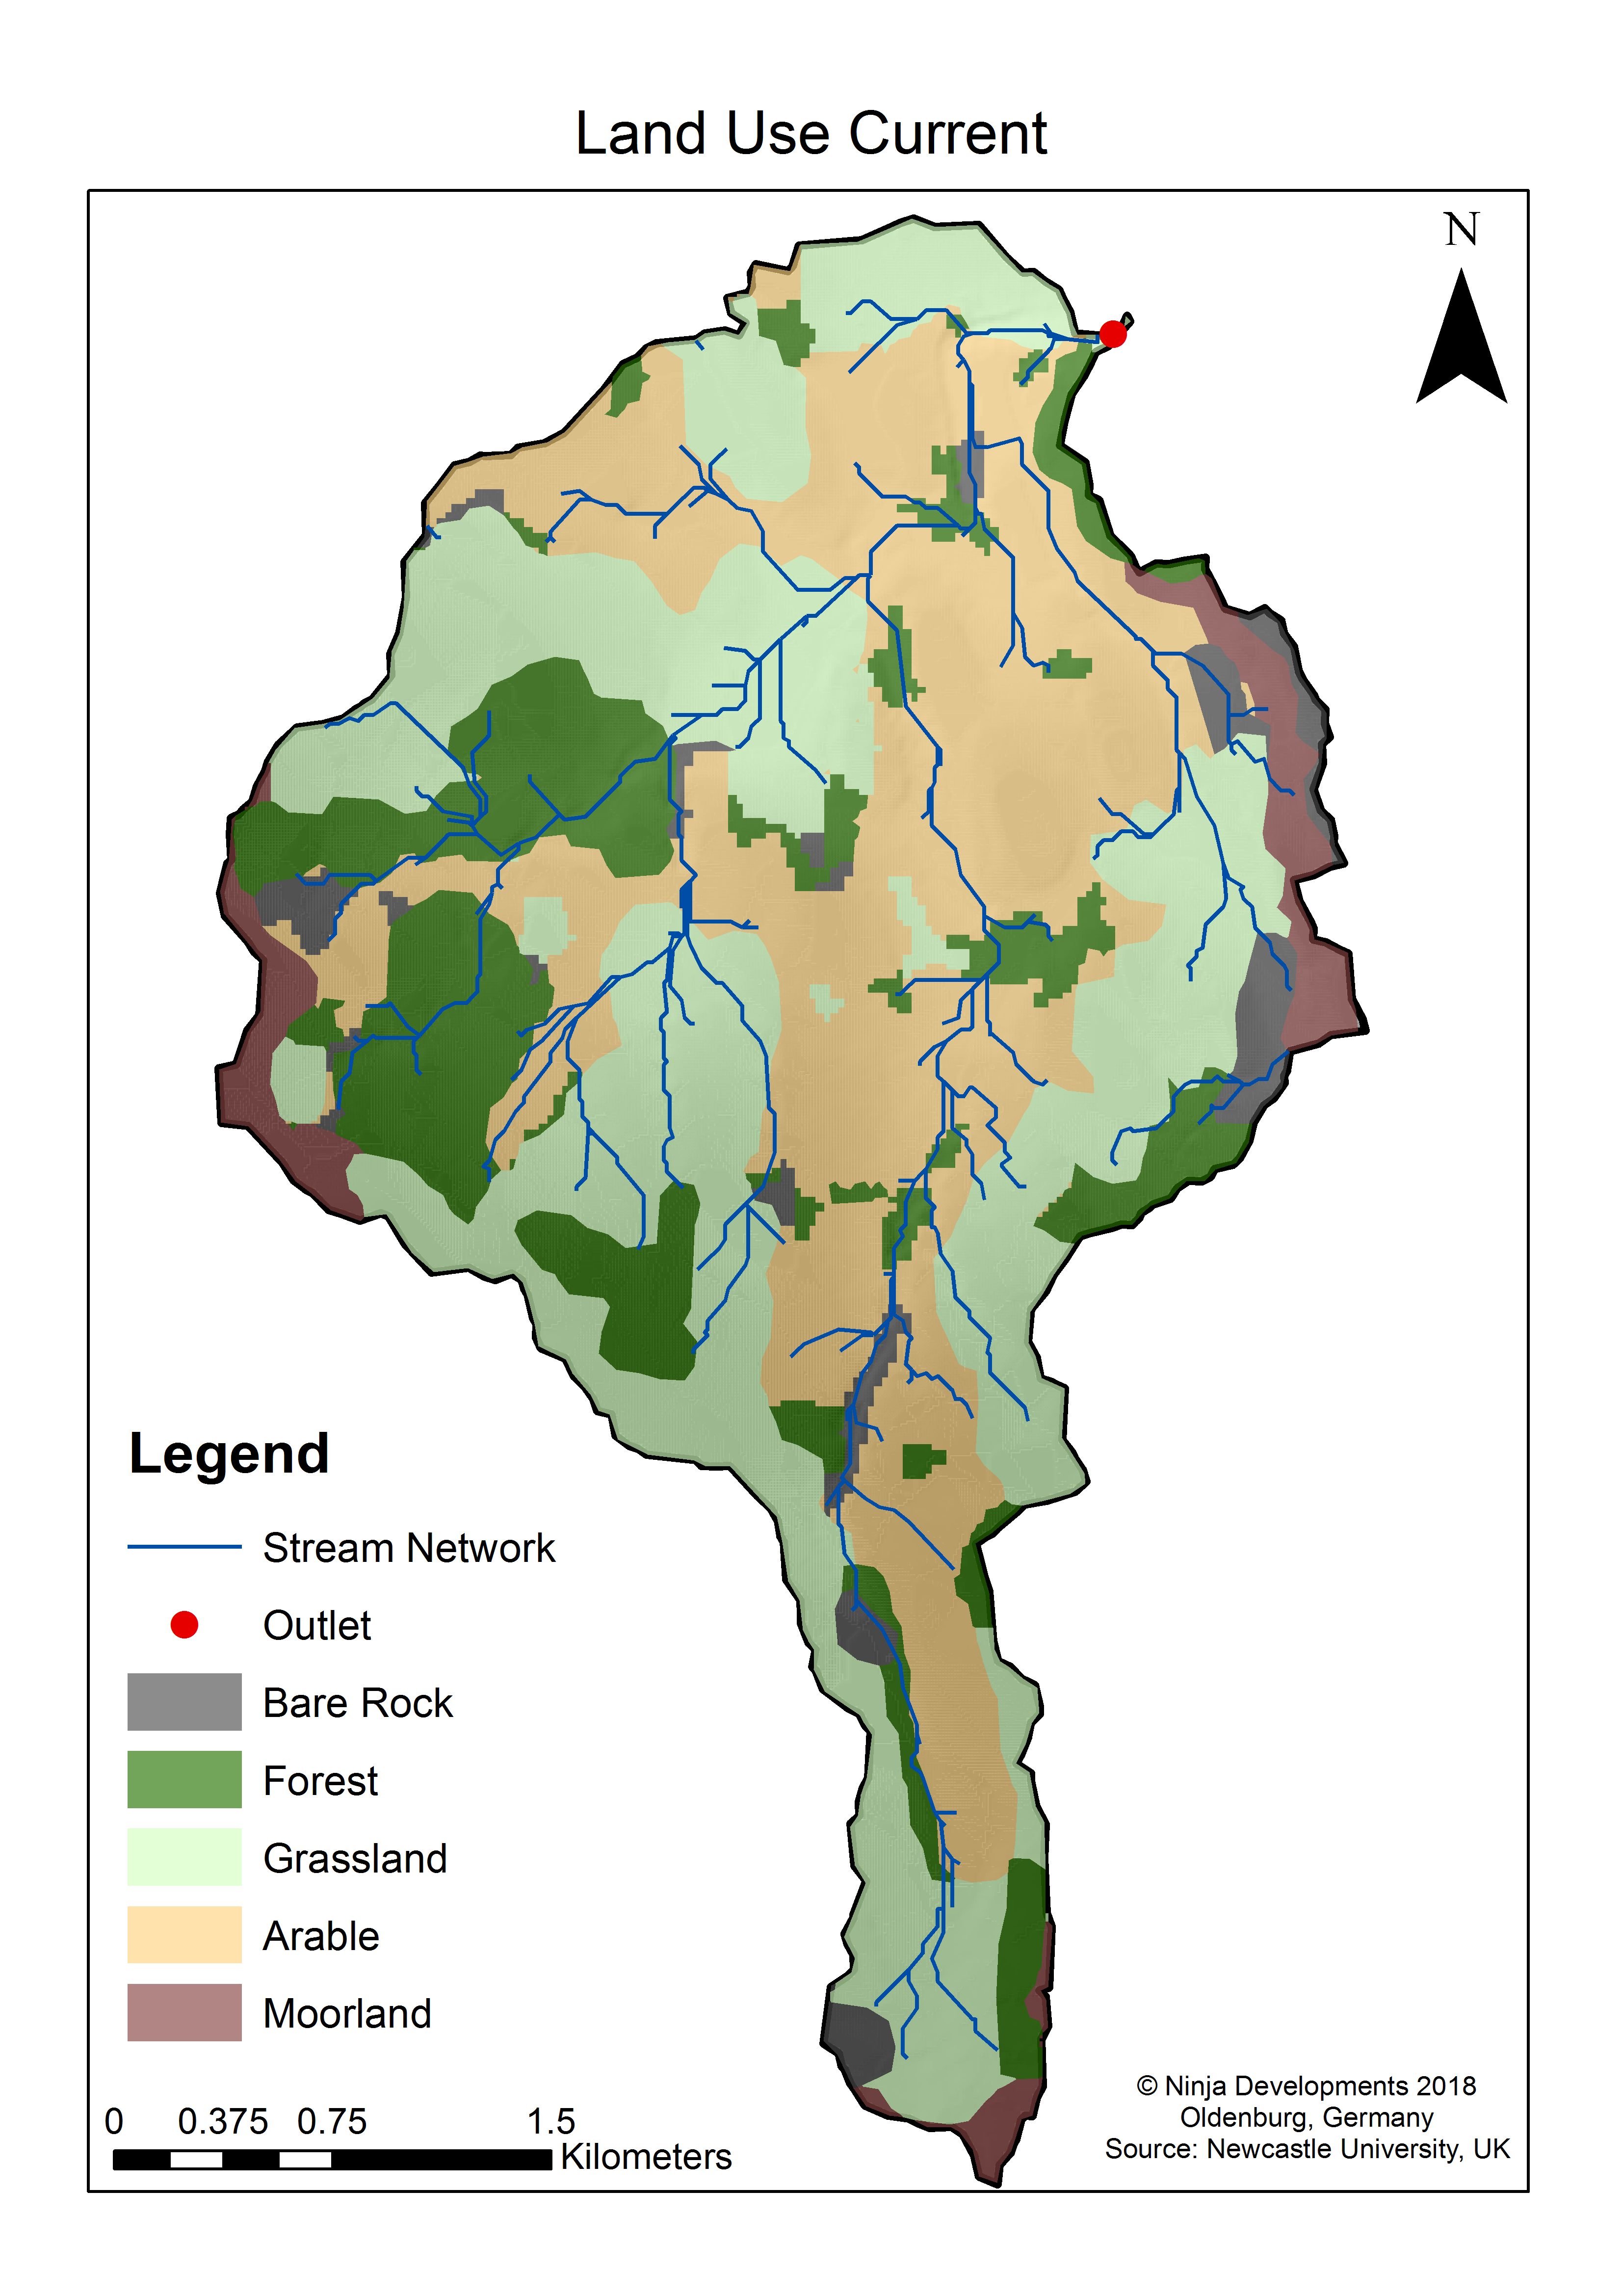 Land Use Current
N
Legend
Stream Network
Outlet
Bare Rock
Forest
Grassland
Arable
Moorland
0 0.375 0.75 1.5
Kilometers
© Ninja Developments 2018
Oldenburg, Germany
Source: Newcastle University, UK